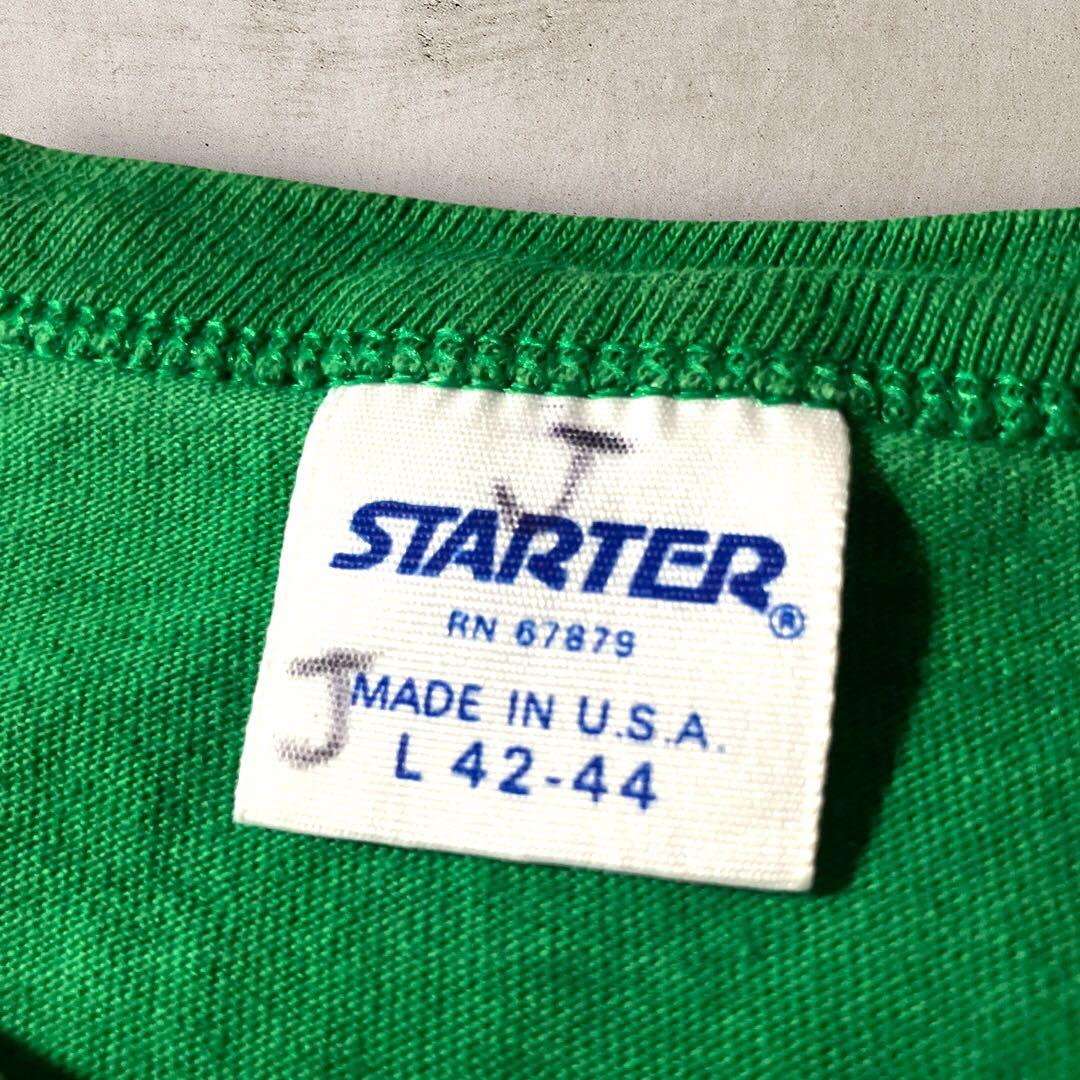 J
STARTER®
RN 67879
J
MADE IN U.S.A.
L 42-44